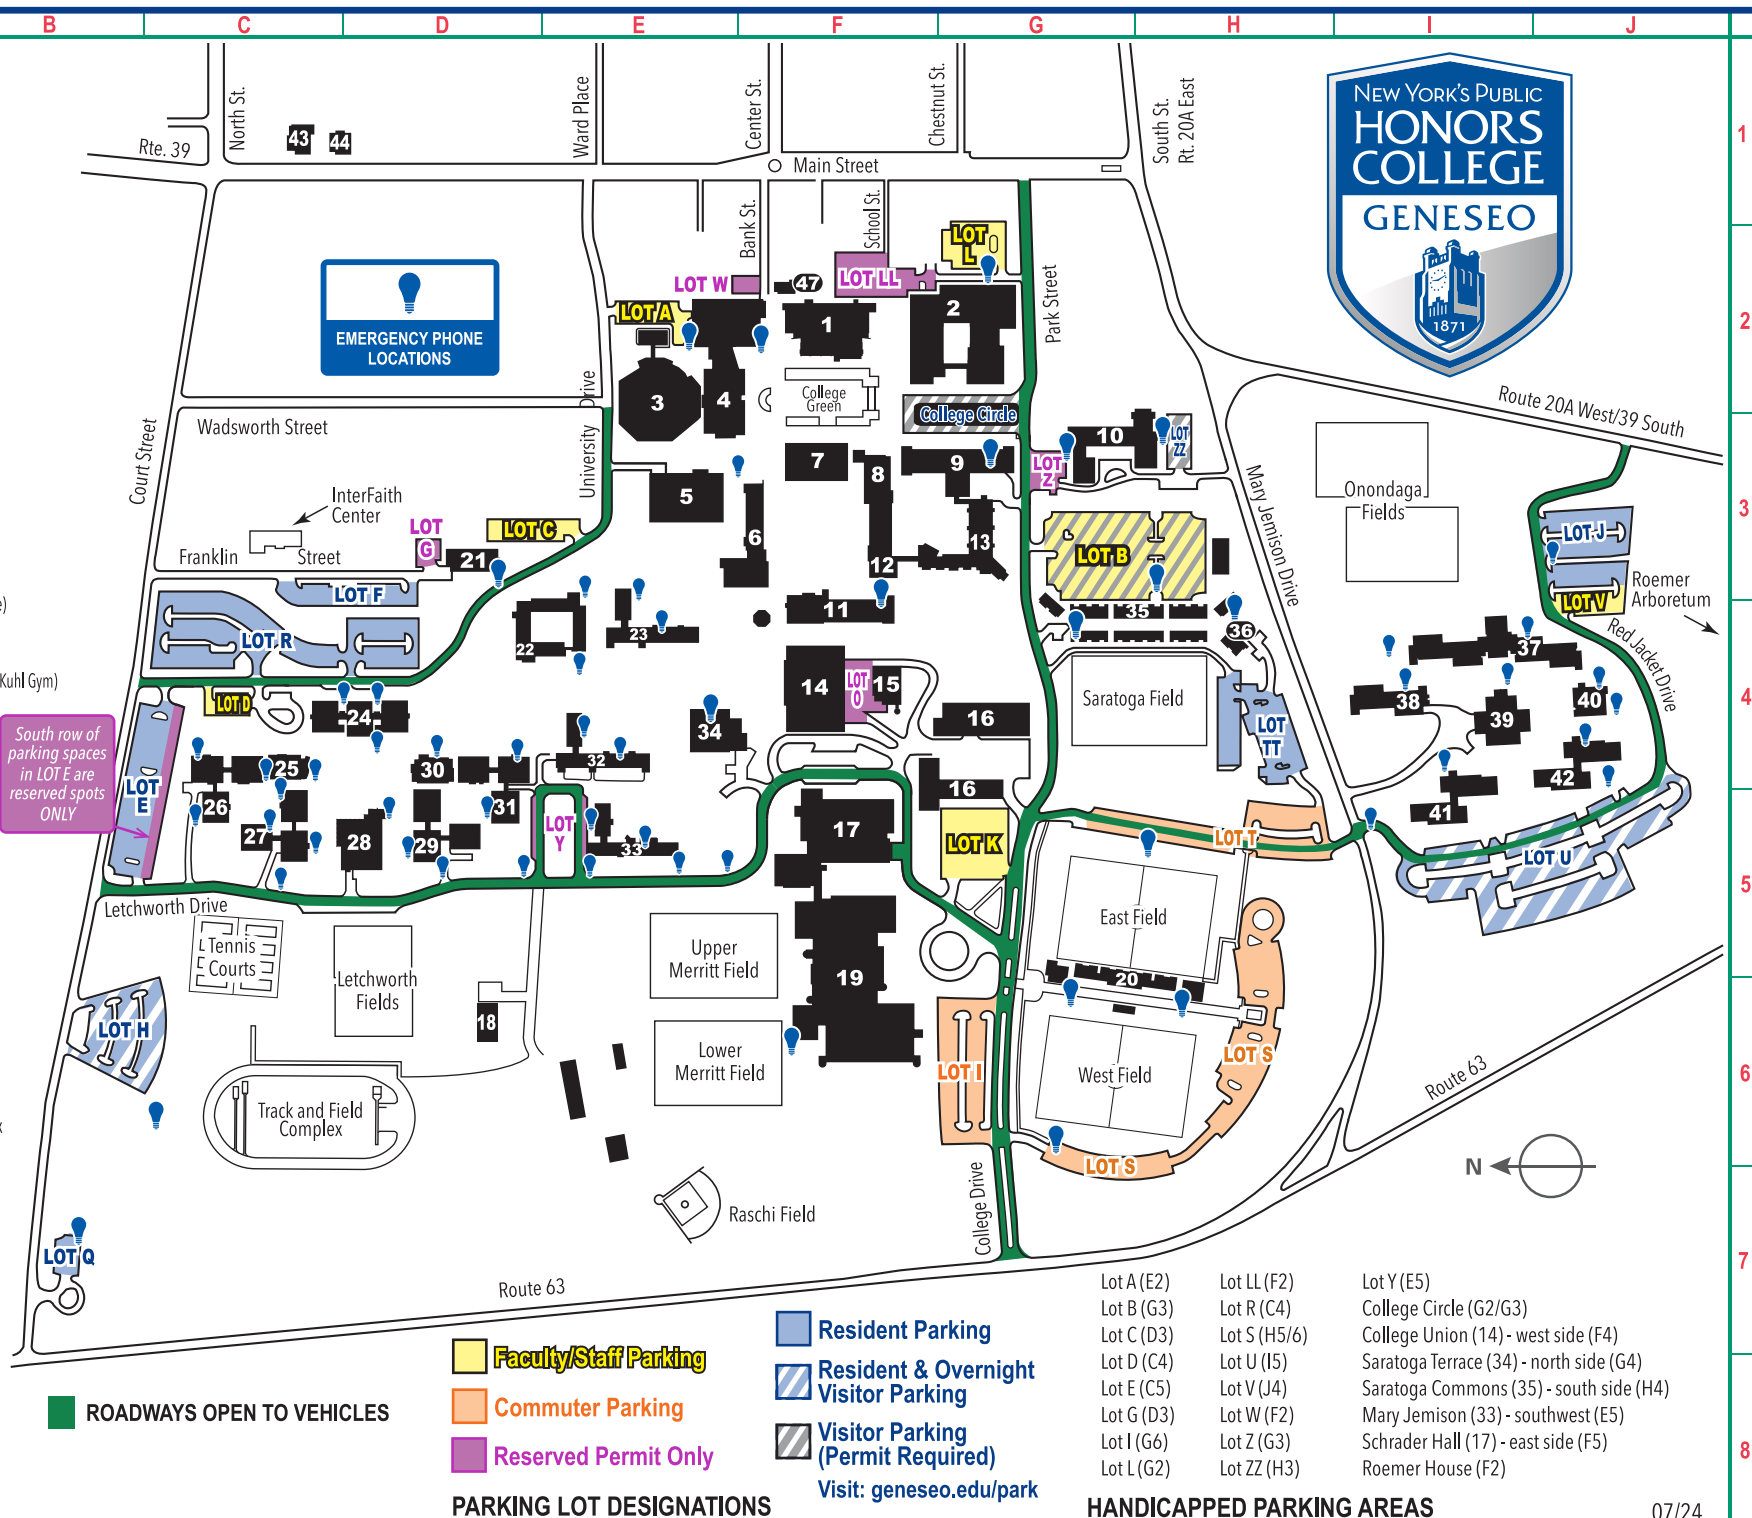 B C D E F G H I J
1
2
3
4
5
6
7
8
NEW YORK'S PUBLIC
HONORS
COLLEGE
GENESEO
1871
North St.
Ward Place
Center St.
Chestnut St.
South St.
Rt. 20A East
Rte. 39
43
44
Main Street
Bank St.
School St.
Park Street
EMERGENCY PHONE
LOCATIONS
LOT W
47
LOT LL
LOT
L
LOT A
1
2
3
4
College
Green
College Circle
Route 20A West/39 South
Court Street
Wadsworth Street
University
Drive
InterFaith
Center
Franklin
Street
LOT
G
LOT C
21
5
6
7
8
9
10
LOT
Z
LOT
ZZ
Mary Jemison Drive
Onondaga
Fields
12
13
LOT B
LOT J
LOT V
Roemer
Arboretum
Red Jacket Drive
e)
LOT F
LOT R
22
23
11
35
36
37
Kuhl Gym)
LOT D
24
34
14
LOT
O
15
16
Saratoga Field
LOT
TT
38
39
40
South row of
parking spaces
in LOT E are
reserved spots
ONLY
LOT
E
25
26
27
28
29
30
31
32
33
LOT
Y
17
16
LOT K
LOT T
41
42
LOT U
Letchworth Drive
Tennis
Courts
Letchworth
Fields
18
Upper
Merritt Field
19
East Field
20
LOT H
Lower
Merritt Field
LOT I
West Field
LOT S
LOT S
Route 63
Track and Field
Complex
x
Raschi Field
College Drive
N
LOT Q
Route 63
ROADWAYS OPEN TO VEHICLES
Faculty/Staff Parking
Commuter Parking
Reserved Permit Only
Resident Parking
Resident & Overnight
Visitor Parking
Visitor Parking
(Permit Required)
Visit: geneseo.edu/park
PARKING LOT DESIGNATIONS
Lot A (E2)
Lot B (G3)
Lot C (D3)
Lot D (C4)
Lot E (C5)
Lot G (D3)
Lot I (G6)
Lot L (G2)
Lot LL (F2)
Lot R (C4)
Lot S (H5/6)
Lot U (I5)
Lot V (J4)
Lot W (F2)
Lot Z (G3)
Lot ZZ (H3)
Lot Y (E5)
College Circle (G2/G3)
College Union (14) - west side (F4)
Saratoga Terrace (34) - north side (G4)
Saratoga Commons (35) - south side (H4)
Mary Jemison (33) - southwest (E5)
Schrader Hall (17) - east side (F5)
Roemer House (F2)
HANDICAPPED PARKING AREAS
07/24